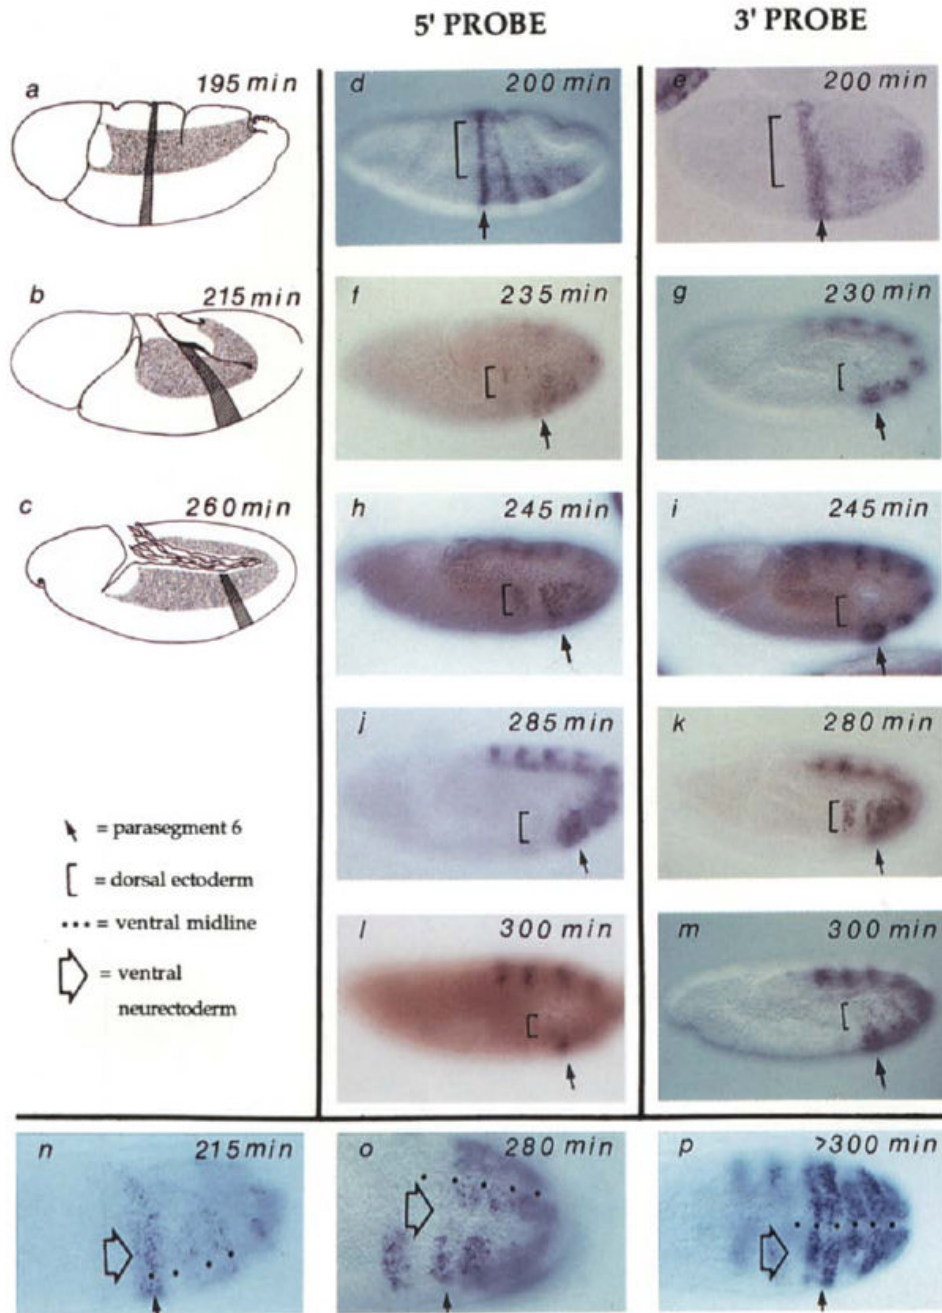 5' PROBE
3' PROBE
a
195 min
d
200 min
e
200 min
b
215 min
f
235 min
g
230 min
c
260 min
h
245 min
i
245 min
j
285 min
k
280 min
= parasegment 6
= dorsal ectoderm
= ventral midline
= ventral
neurectoderm
l
300 min
m
300 min
n
215 min
o
280 min
p
>300 min